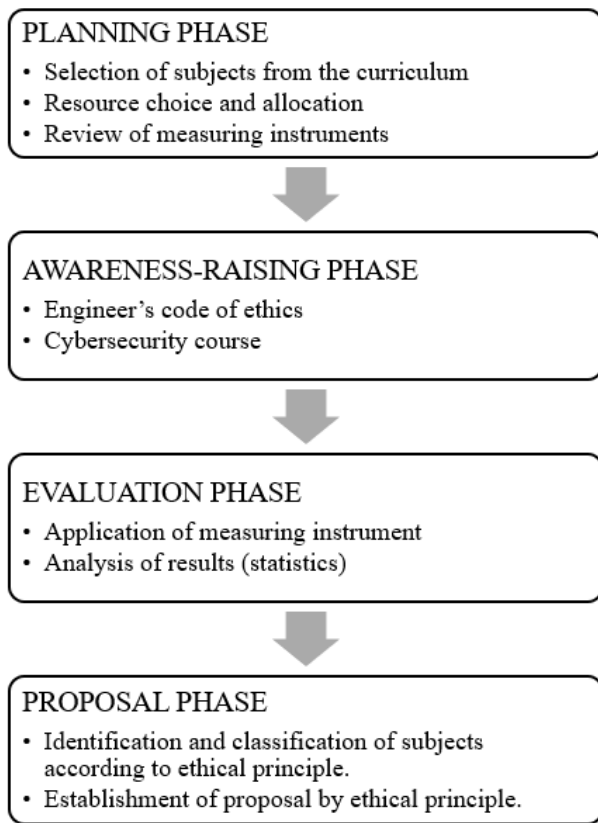 PLANNING PHASE
• Selection of subjects from the curriculum
• Resource choice and allocation
• Review of measuring instruments
AWARENESS-RAISING PHASE
• Engineer’s code of ethics
• Cybersecurity course
EVALUATION PHASE
• Application of measuring instrument
• Analysis of results (statistics)
PROPOSAL PHASE
• Identification and classification of subjects
according to ethical principle.
• Establishment of proposal by ethical principle.